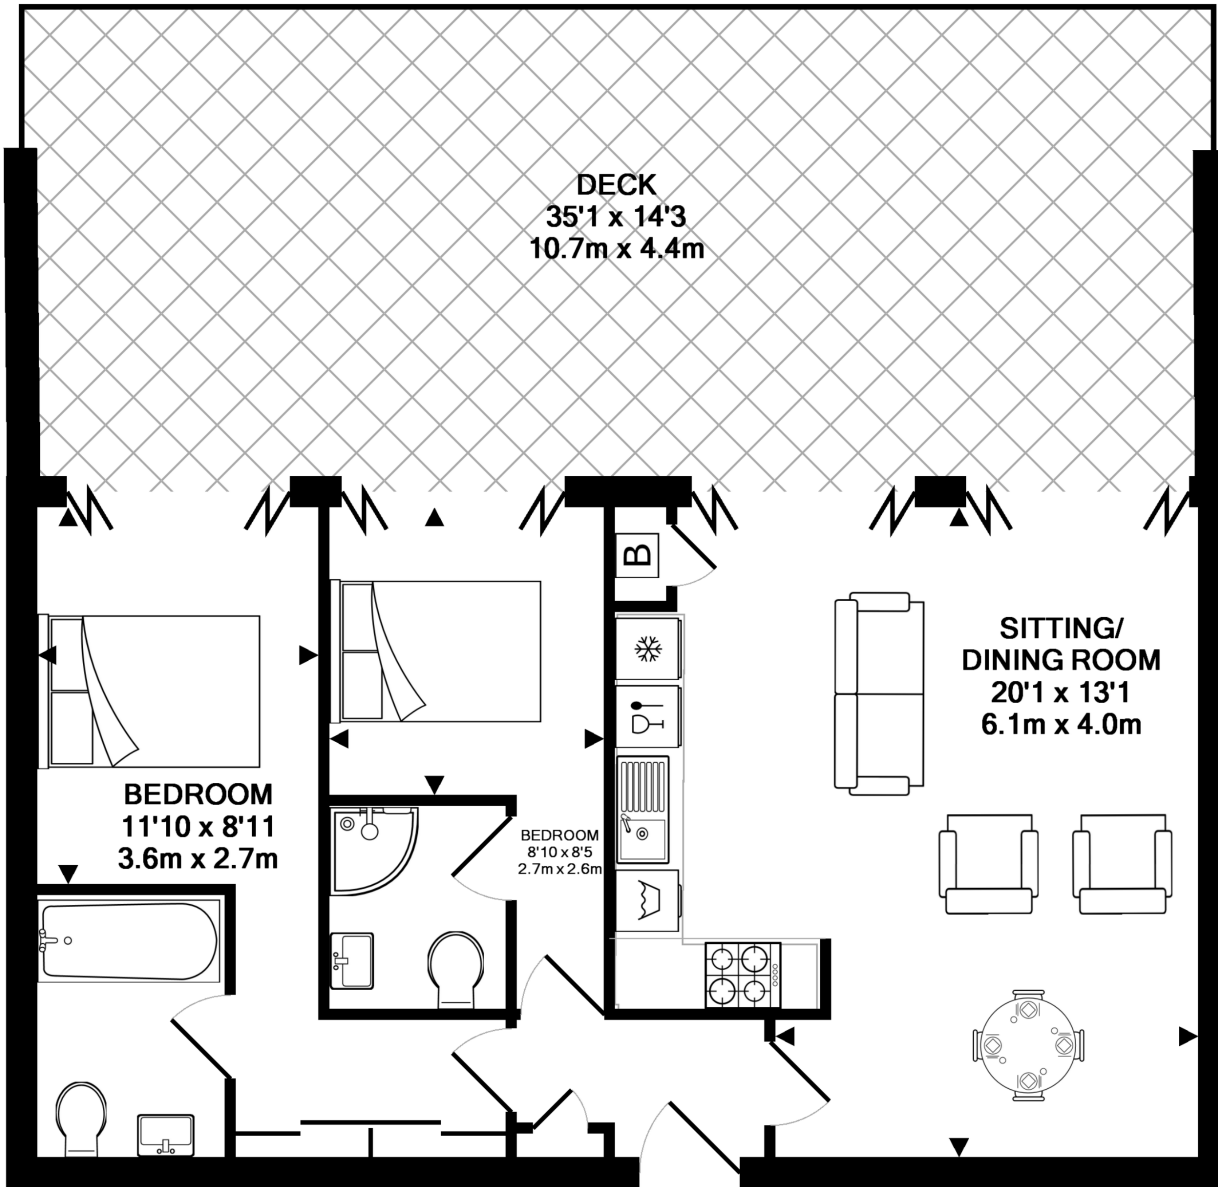 DECK
35'1 x 14'3
10.7m x 4.4m
B
SITTING/
DINING ROOM
20'1 x 13'1
6.1m x 4.0m
BEDROOM
11'10 x 8'11
3.6m x 2.7m
BEDROOM
8'10 x 8'5
2.7m x 2.6m